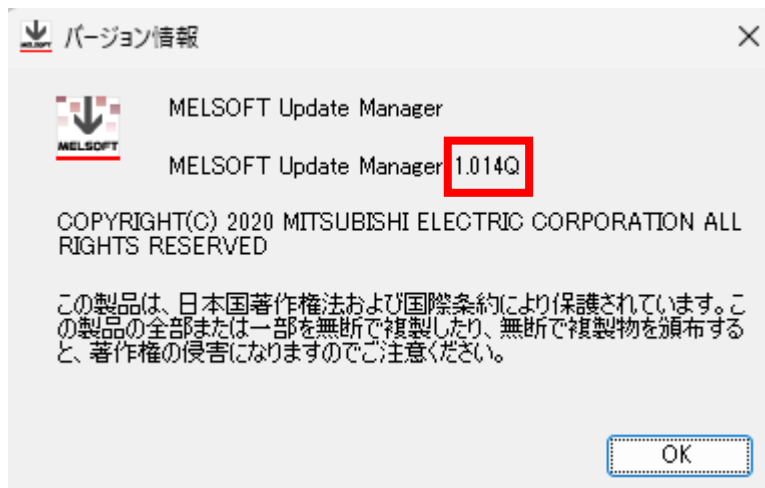 バージョン情報
MELSOFT Update Manager
MELSOFT
MELSOFT Update Manager 1.014Q
COPYRIGHT(C) 2020 MITSUBISHI ELECTRIC CORPORATION ALL
RIGHTS RESERVED
この製品は、日本国著作権法および国際条約により保護されています。こ
の製品の全部または一部を無断で複製したり、無断で複製物を頒布する
と、著作権の侵害になりますのでご注意ください。
OK